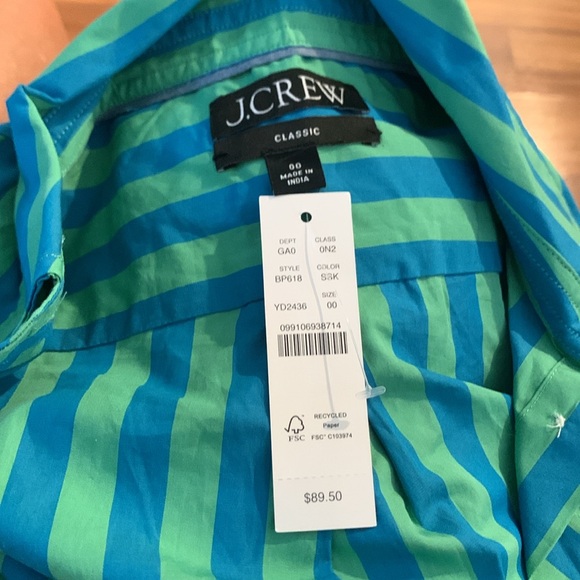 J.CREW
CLASSIC
00
MADE IN
INDIA
DEPT CLASS
GA0 0N2
STYLE COLOR
BP618 SSK
SIZE
YD2436 00
099106938714
RECYCLED
Paper
FSC
FSC® C103974
$89.50